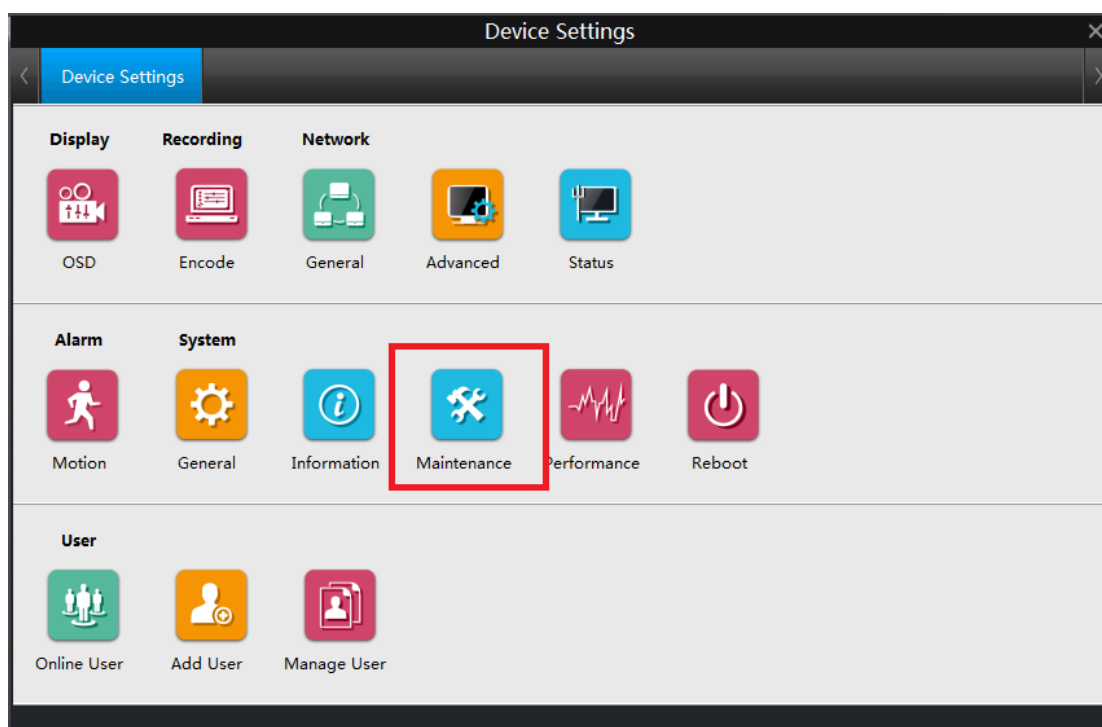 Device Settings
Device Settings
Display Recording Network
OSD Encode General Advanced Status
Alarm System
Motion General Information Maintenance Performance Reboot
User
Online User Add User Manage User